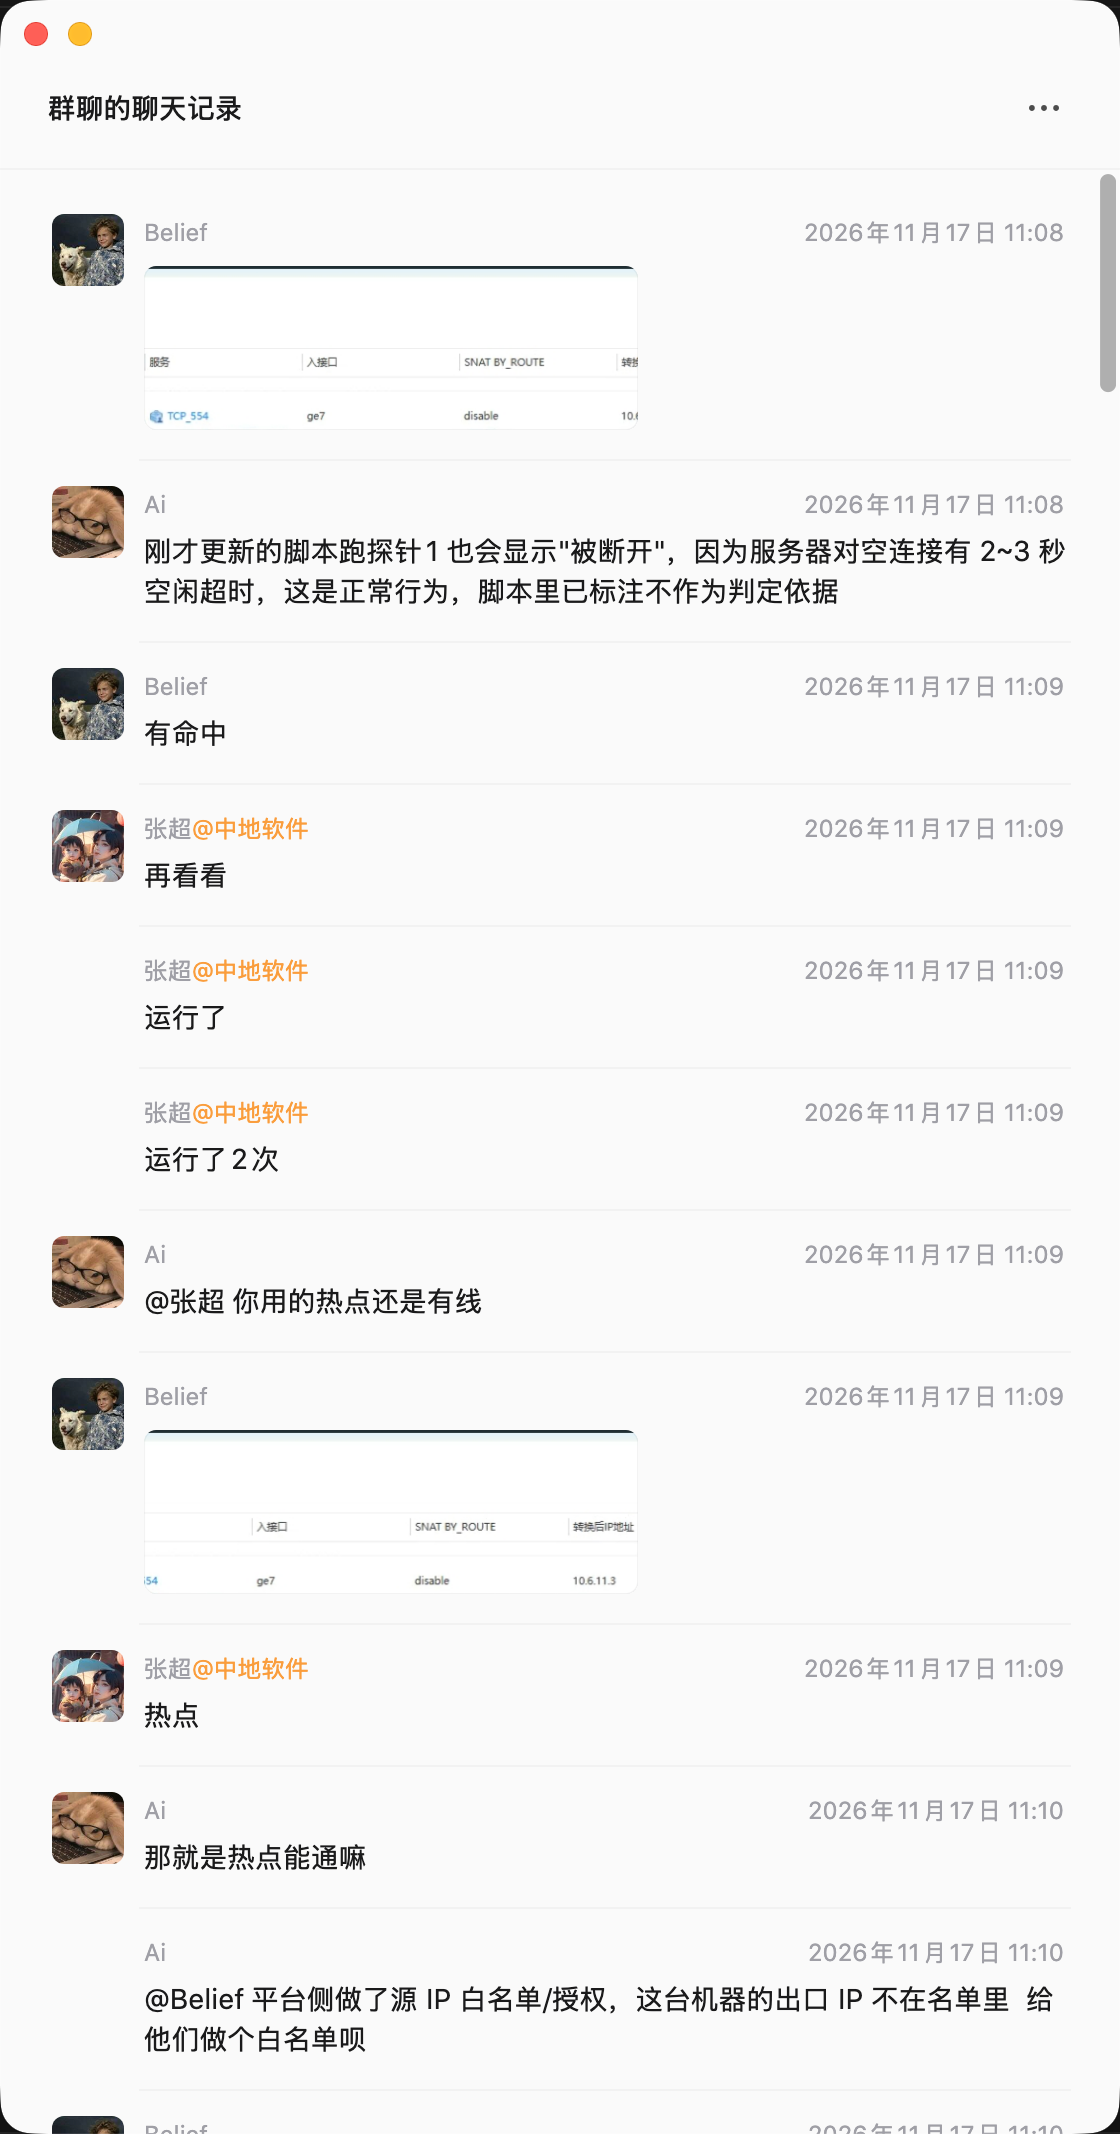 群聊的聊天记录
Belief
2026年11月17日 11:08
服务
入接口
SNAT BY_ROUTE
TCP_554
ge7
disable
Ai
2026年11月17日 11:08
刚才更新的脚本跑探针1 也会显示"被断开"，因为服务器对空连接有 2~3 秒
空闲超时，这是正常行为，脚本里已标注不作为判定依据
Belief
2026年11月17日 11:09
有命中
张超@中地软件
2026年11月17日 11:09
再看看
张超@中地软件
2026年11月17日 11:09
运行了
张超@中地软件
2026年11月17日 11:09
运行了2次
Ai
2026年11月17日 11:09
@张超 你用的热点还是有线
Belief
2026年11月17日 11:09
入接口
SNAT BY_ROUTE
转换后IP地址
554
ge7
disable
10.6.11.3
张超@中地软件
2026年11月17日 11:09
热点
Ai
2026年11月17日 11:10
那就是热点能通嘛
Ai
2026年11月17日 11:10
@Belief 平台侧做了源 IP 白名单/授权，这台机器的出口 IP 不在名单里 给
他们做个白名单呗
Belief
2026年11月17日 11:10